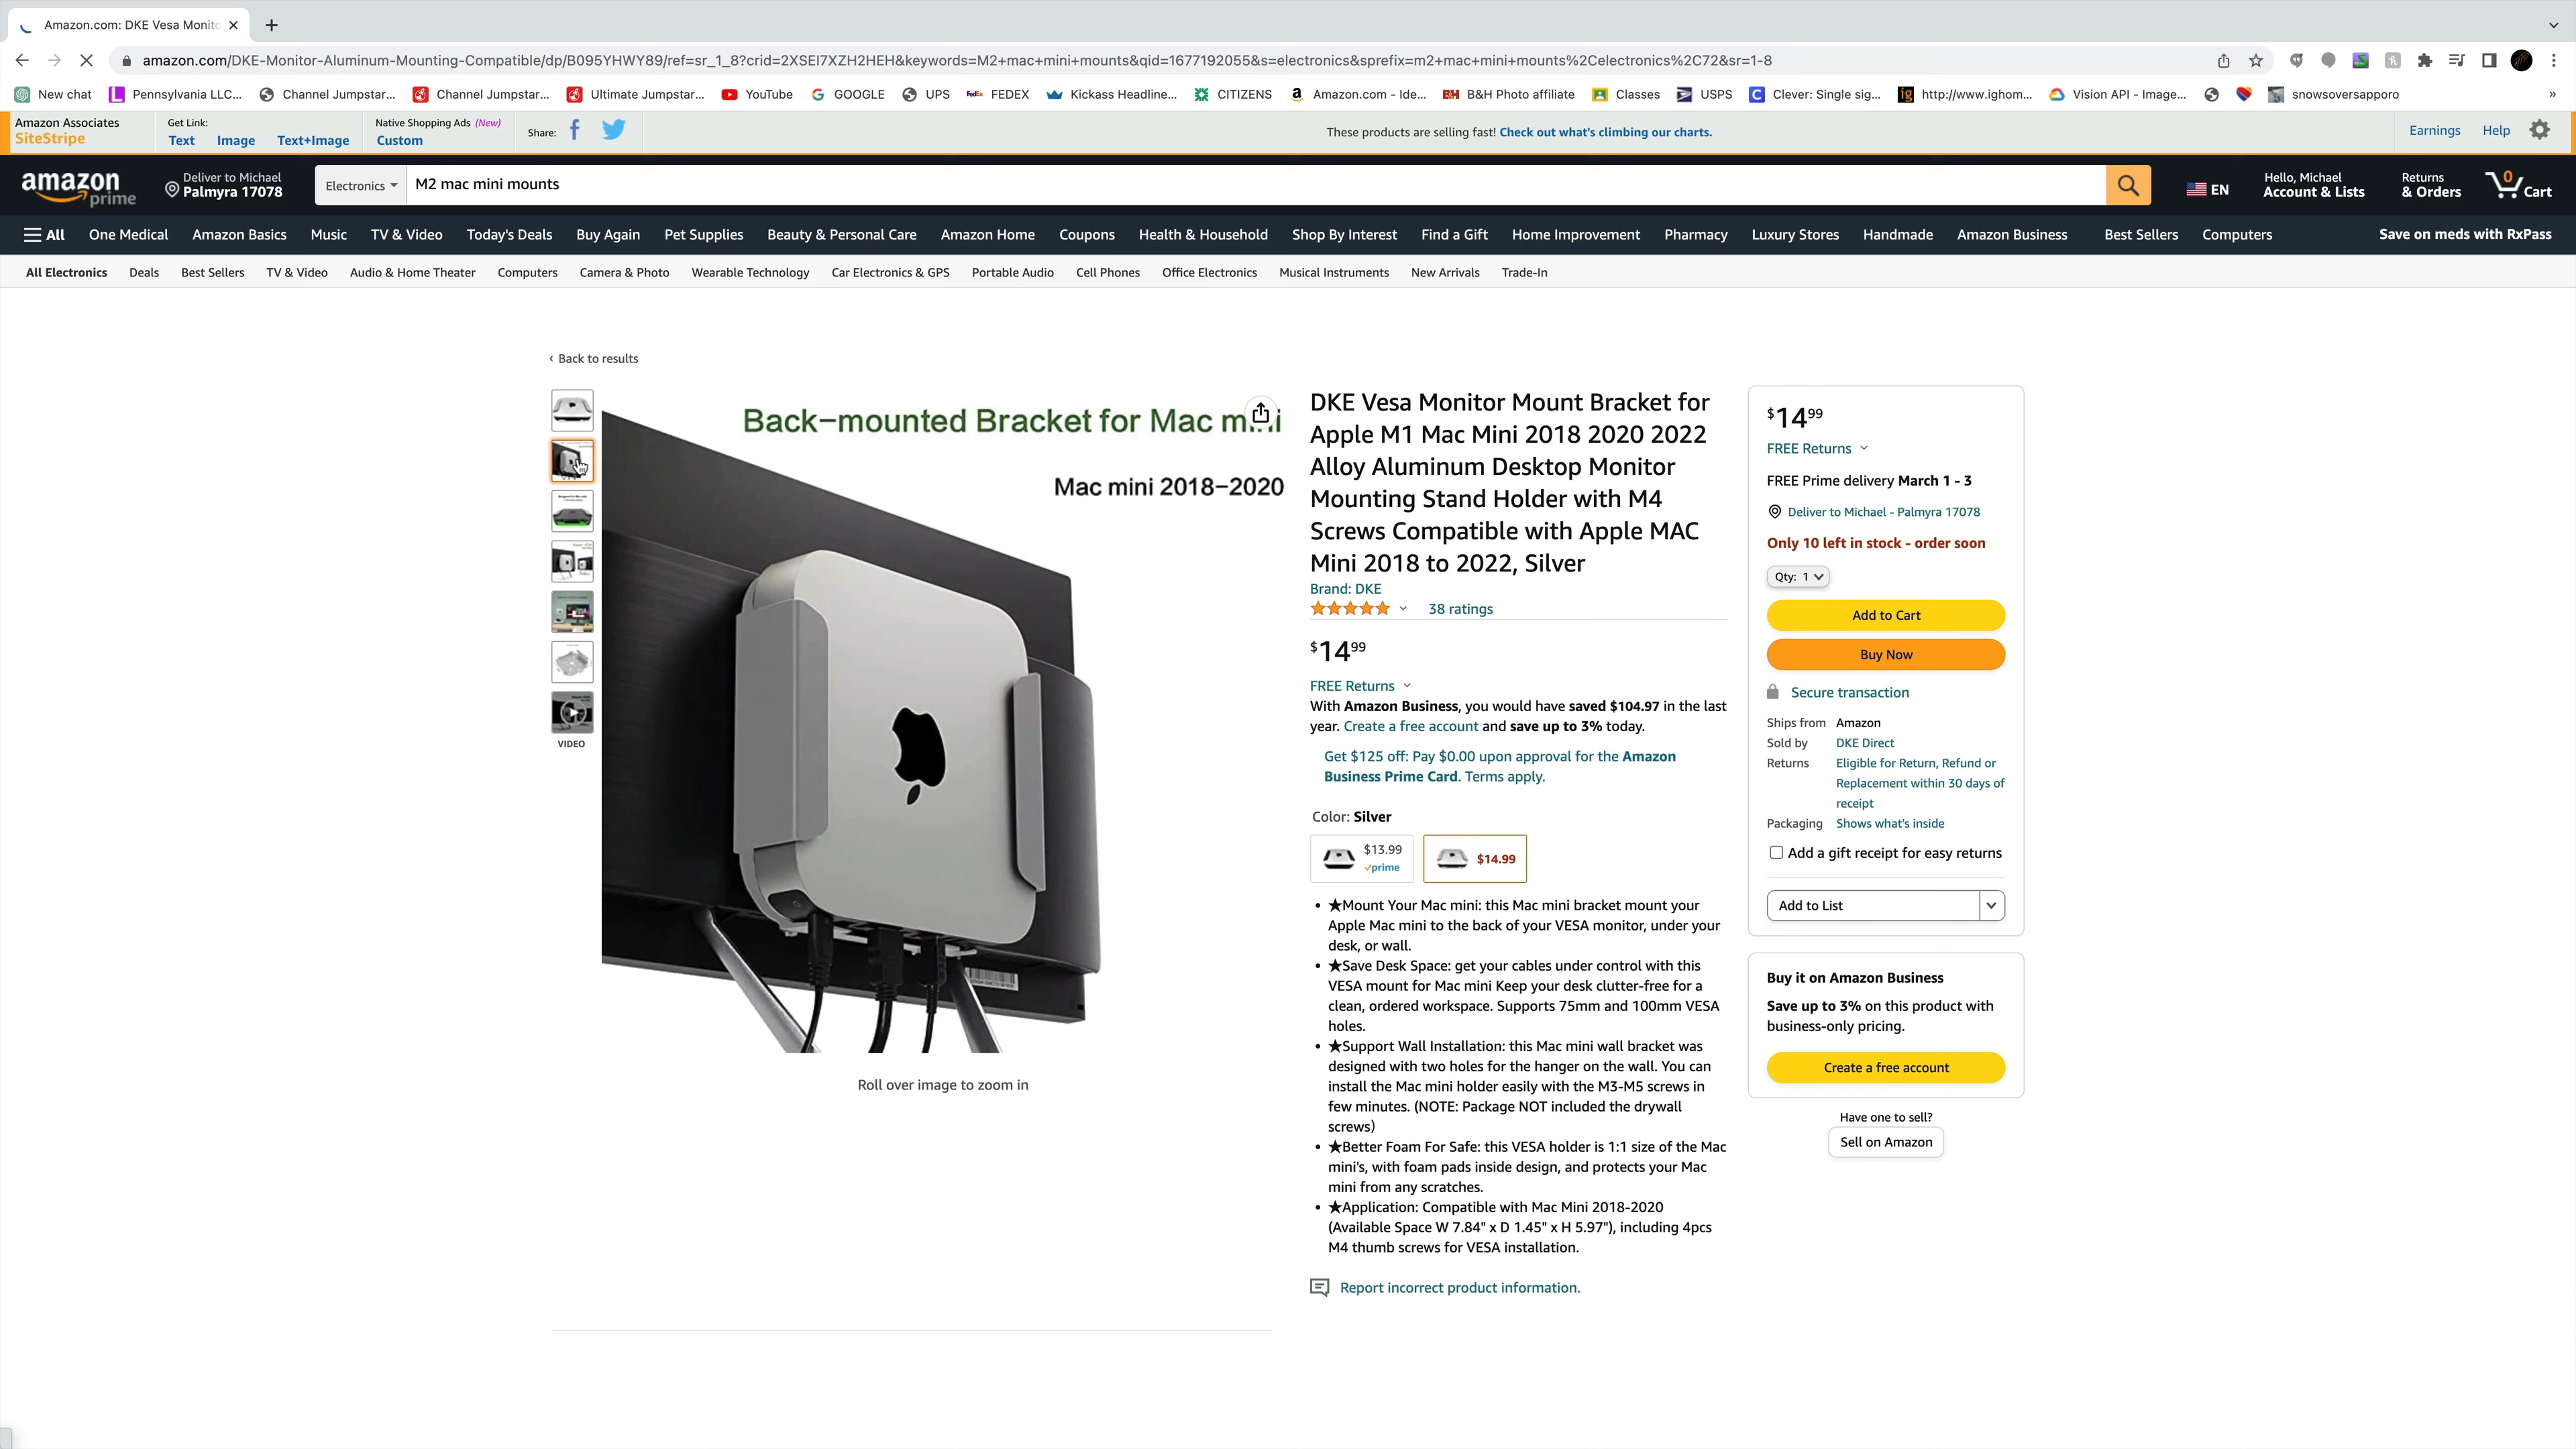 Amazon.com: DKE Vesa Monito
amazon.com/DKE-Monitor-Aluminum-Mounting-Compatible/dp/B095YHWY89/ref=sr_1_8?crid=2XSEI7XZH2HEH&keywords=M2+mac+mini+mounts&qid=1677192055&s=electronics&sprefix=m2+mac+mini+mounts%2Celectronics%2C72&sr=1-8
New chat Pennsylvania LLC... Channel Jumpstar... Channel Jumpstar... Ultimate Jumpstar... YouTube GOOGLE UPS FedEx FEDEX Kickass Headline... CITIZENS Amazon.com - Ide... B&H Photo affiliate Classes USPS Clever: Single sig... http://www.ighom... Vision API - Image... snowsoversapporo »
Amazon Associates
SiteStripe
Get Link:
Text Image Text+Image
Native Shopping Ads (New)
Custom
Share:
These products are selling fast! Check out what's climbing our charts.
Earnings Help
amazon prime
Deliver to Michael
Palmyra 17078
Electronics
M2 mac mini mounts
EN
Hello, Michael
Account & Lists
Returns
& Orders
0
Cart
All One Medical Amazon Basics Music TV & Video Today's Deals Buy Again Pet Supplies Beauty & Personal Care Amazon Home Coupons Health & Household Shop By Interest Find a Gift Home Improvement Pharmacy Luxury Stores Handmade Amazon Business Best Sellers Computers Save on meds with RxPass
All Electronics Deals Best Sellers TV & Video Audio & Home Theater Computers Camera & Photo Wearable Technology Car Electronics & GPS Portable Audio Cell Phones Office Electronics Musical Instruments New Arrivals Trade-In
‹ Back to results
VIDEO
Back-mounted Bracket for Mac mini
Mac mini 2018-2020
Roll over image to zoom in
DKE Vesa Monitor Mount Bracket for
Apple M1 Mac Mini 2018 2020 2022
Alloy Aluminum Desktop Monitor
Mounting Stand Holder with M4
Screws Compatible with Apple MAC
Mini 2018 to 2022, Silver
Brand: DKE
38 ratings
$14 99
FREE Returns
With Amazon Business, you would have saved $104.97 in the last
year. Create a free account and save up to 3% today.
Get $125 off: Pay $0.00 upon approval for the Amazon
Business Prime Card. Terms apply.
Color: Silver
$13.99
prime
$14.99
• ★Mount Your Mac mini: this Mac mini bracket mount your
Apple Mac mini to the back of your VESA monitor, under your
desk, or wall.
• ★Save Desk Space: get your cables under control with this
VESA mount for Mac mini Keep your desk clutter-free for a
clean, ordered workspace. Supports 75mm and 100mm VESA
holes.
• ★Support Wall Installation: this Mac mini wall bracket was
designed with two holes for the hanger on the wall. You can
install the Mac mini holder easily with the M3-M5 screws in
few minutes. (NOTE: Package NOT included the drywall
screws)
• ★Better Foam For Safe: this VESA holder is 1:1 size of the Mac
mini's, with foam pads inside design, and protects your Mac
mini from any scratches.
• ★Application: Compatible with Mac Mini 2018-2020
(Available Space W 7.84" x D 1.45" x H 5.97"), including 4pcs
M4 thumb screws for VESA installation.
Report incorrect product information.
$14 99
FREE Returns
FREE Prime delivery March 1 - 3
Deliver to Michael - Palmyra 17078
Only 10 left in stock - order soon
Qty: 1
Add to Cart
Buy Now
Secure transaction
Ships from Amazon
Sold by DKE Direct
Returns Eligible for Return, Refund or
Replacement within 30 days of
receipt
Packaging Shows what's inside
Add a gift receipt for easy returns
Add to List
Buy it on Amazon Business
Save up to 3% on this product with
business-only pricing.
Create a free account
Have one to sell?
Sell on Amazon